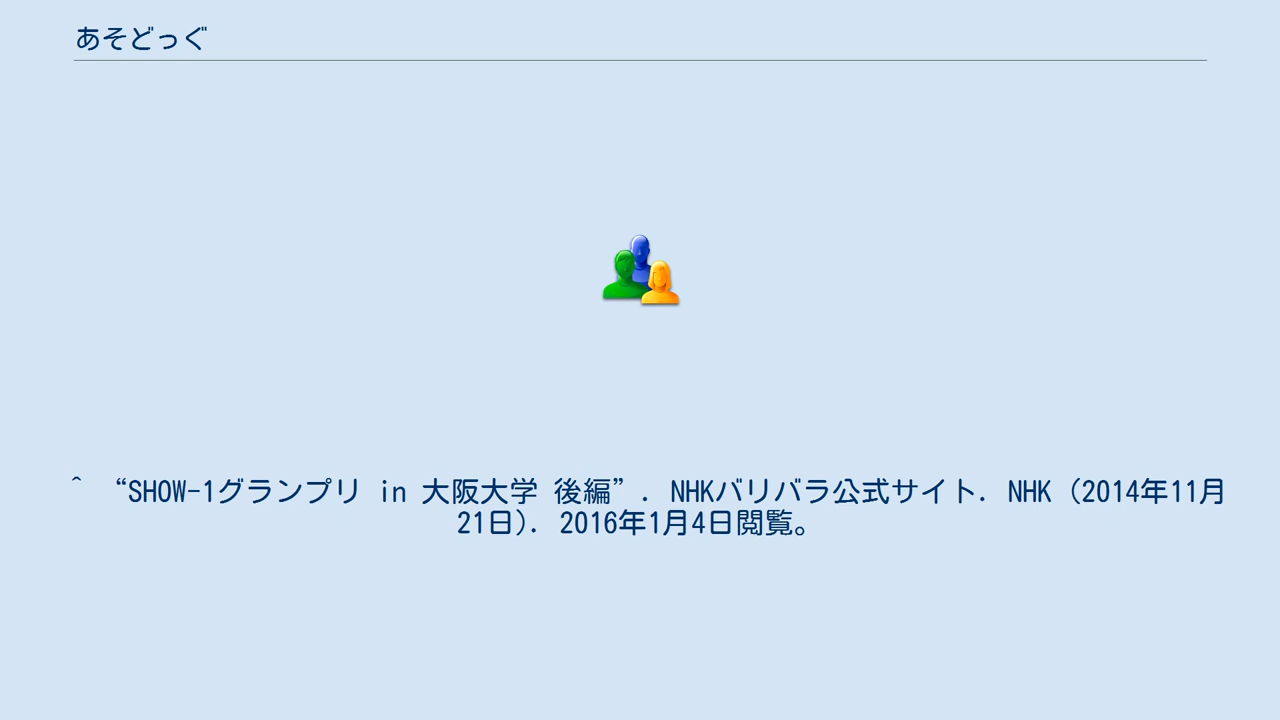 あそどっぐ
^ “SHOW-1グランプリ in 大阪大学 後編”. NHKバリバラ公式サイト. NHK (2014年11月
21日). 2016年1月4日閲覧。